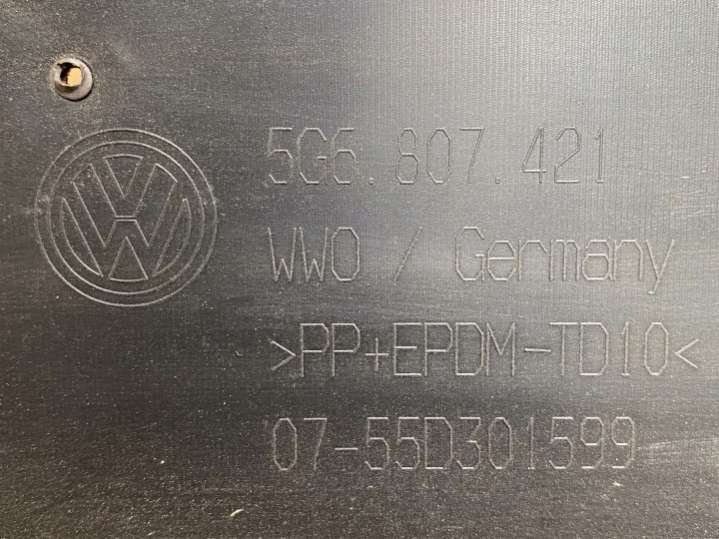 5G6.807.421
WWO / Germany
>PP+EPDM-TD10<
07-55D301599